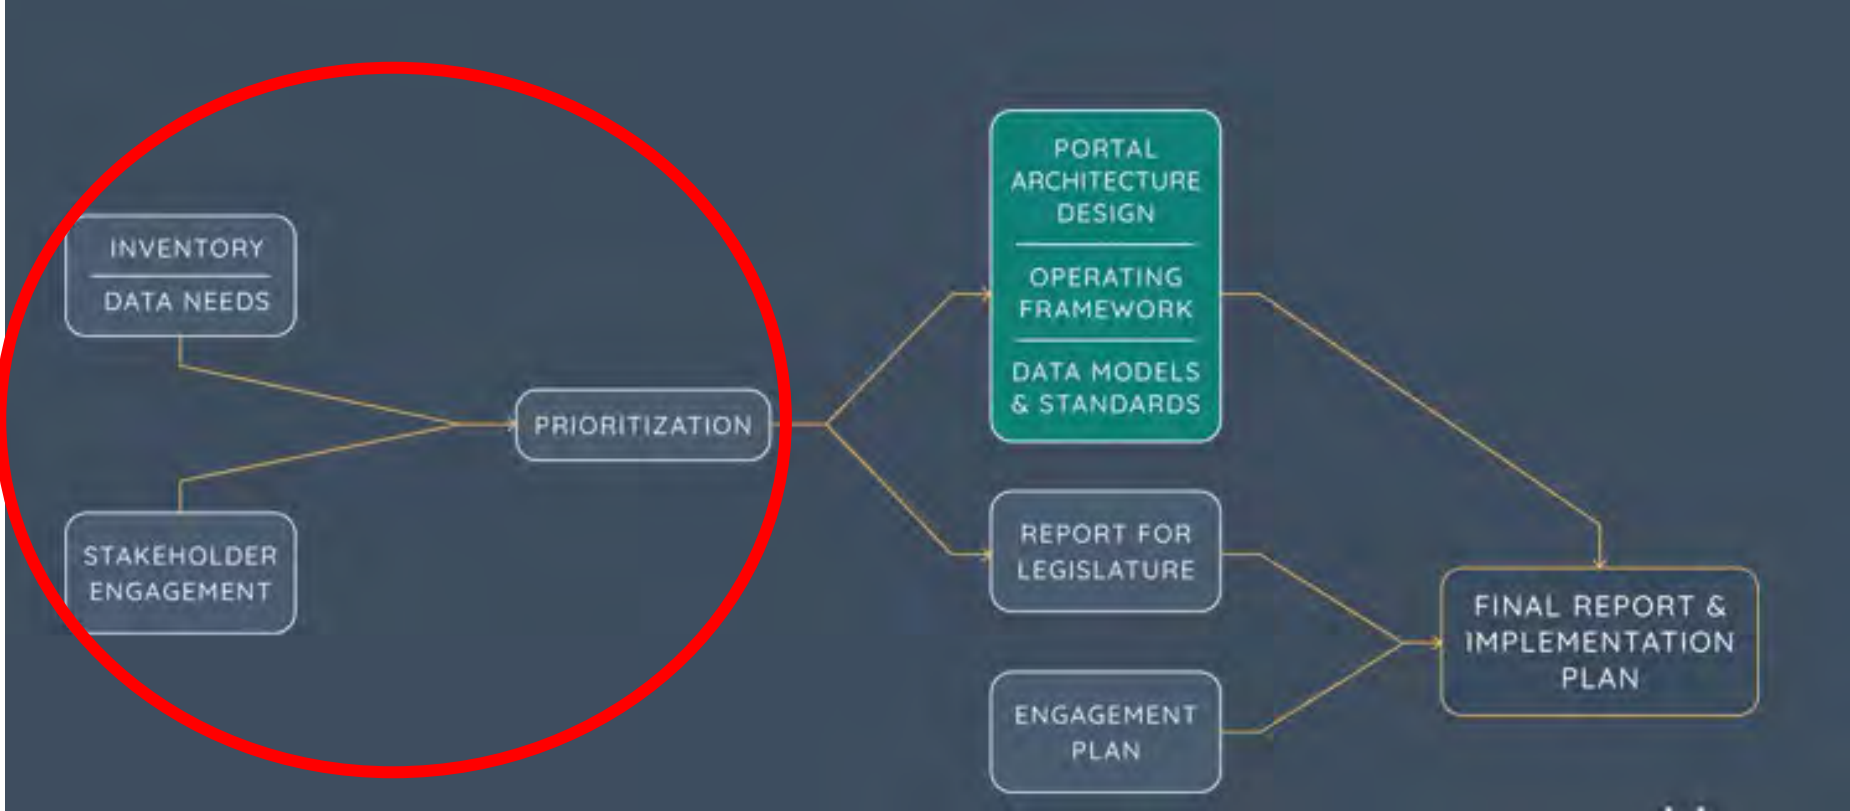 INVENTORY
DATA NEEDS
STAKEHOLDER
ENGAGEMENT
PRIORITIZATION
PORTAL
ARCHITECTURE
DESIGN
OPERATING
FRAMEWORK
DATA MODELS
& STANDARDS
REPORT FOR
LEGISLATURE
ENGAGEMENT
PLAN
FINAL REPORT &
IMPLEMENTATION
PLAN